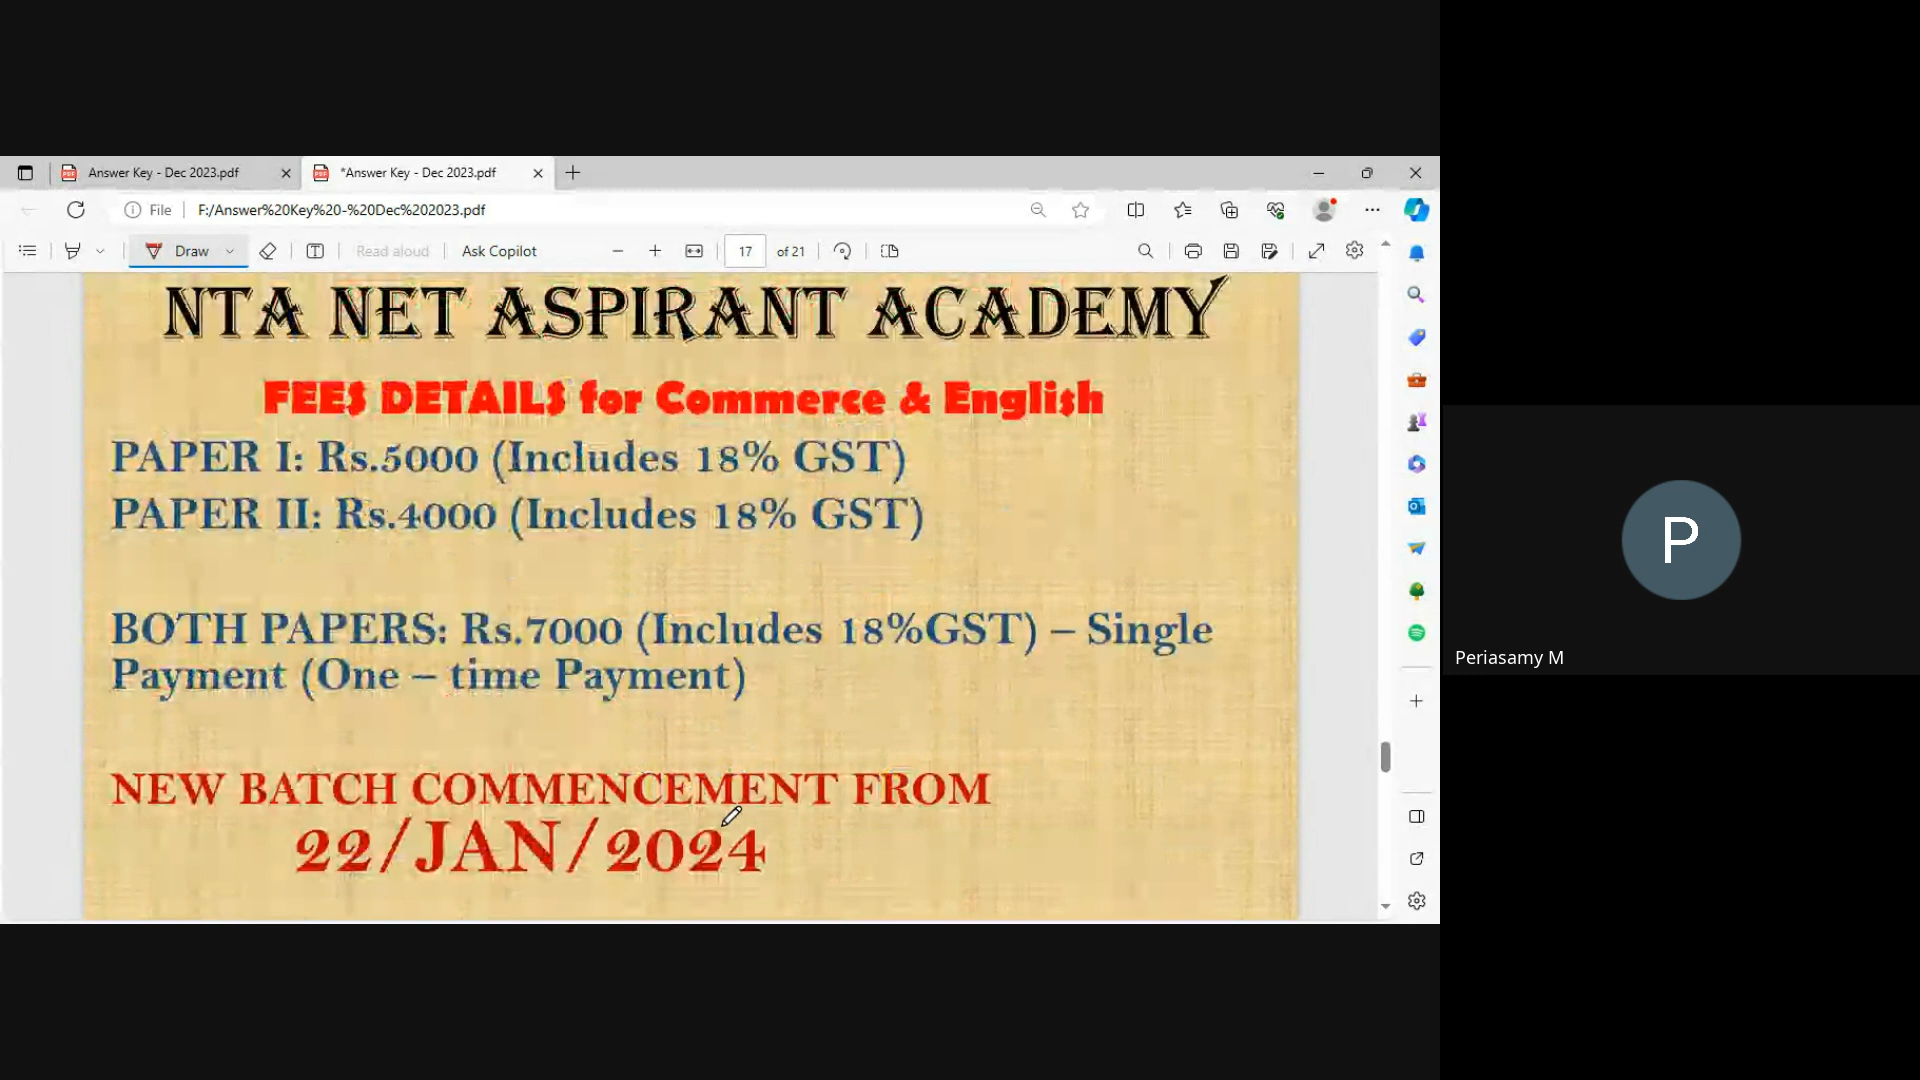 Answer Key - Dec 2023.pdf
*Answer Key - Dec 2023.pdf
File
F:/Answer%20Key%20-%20Dec%202023.pdf
Draw
Read aloud
Ask Copilot
17 of 21
NTA NET ASPIRANT ACADEMY
FEES DETAILS for Commerce & English
PAPER I: Rs.5000 (Includes 18% GST)
PAPER II: Rs.4000 (Includes 18% GST)
BOTH PAPERS: Rs.7000 (Includes 18%GST) – Single
Payment (One – time Payment)
NEW BATCH COMMENCEMENT FROM
22/JAN/2024
P
Periasamy M